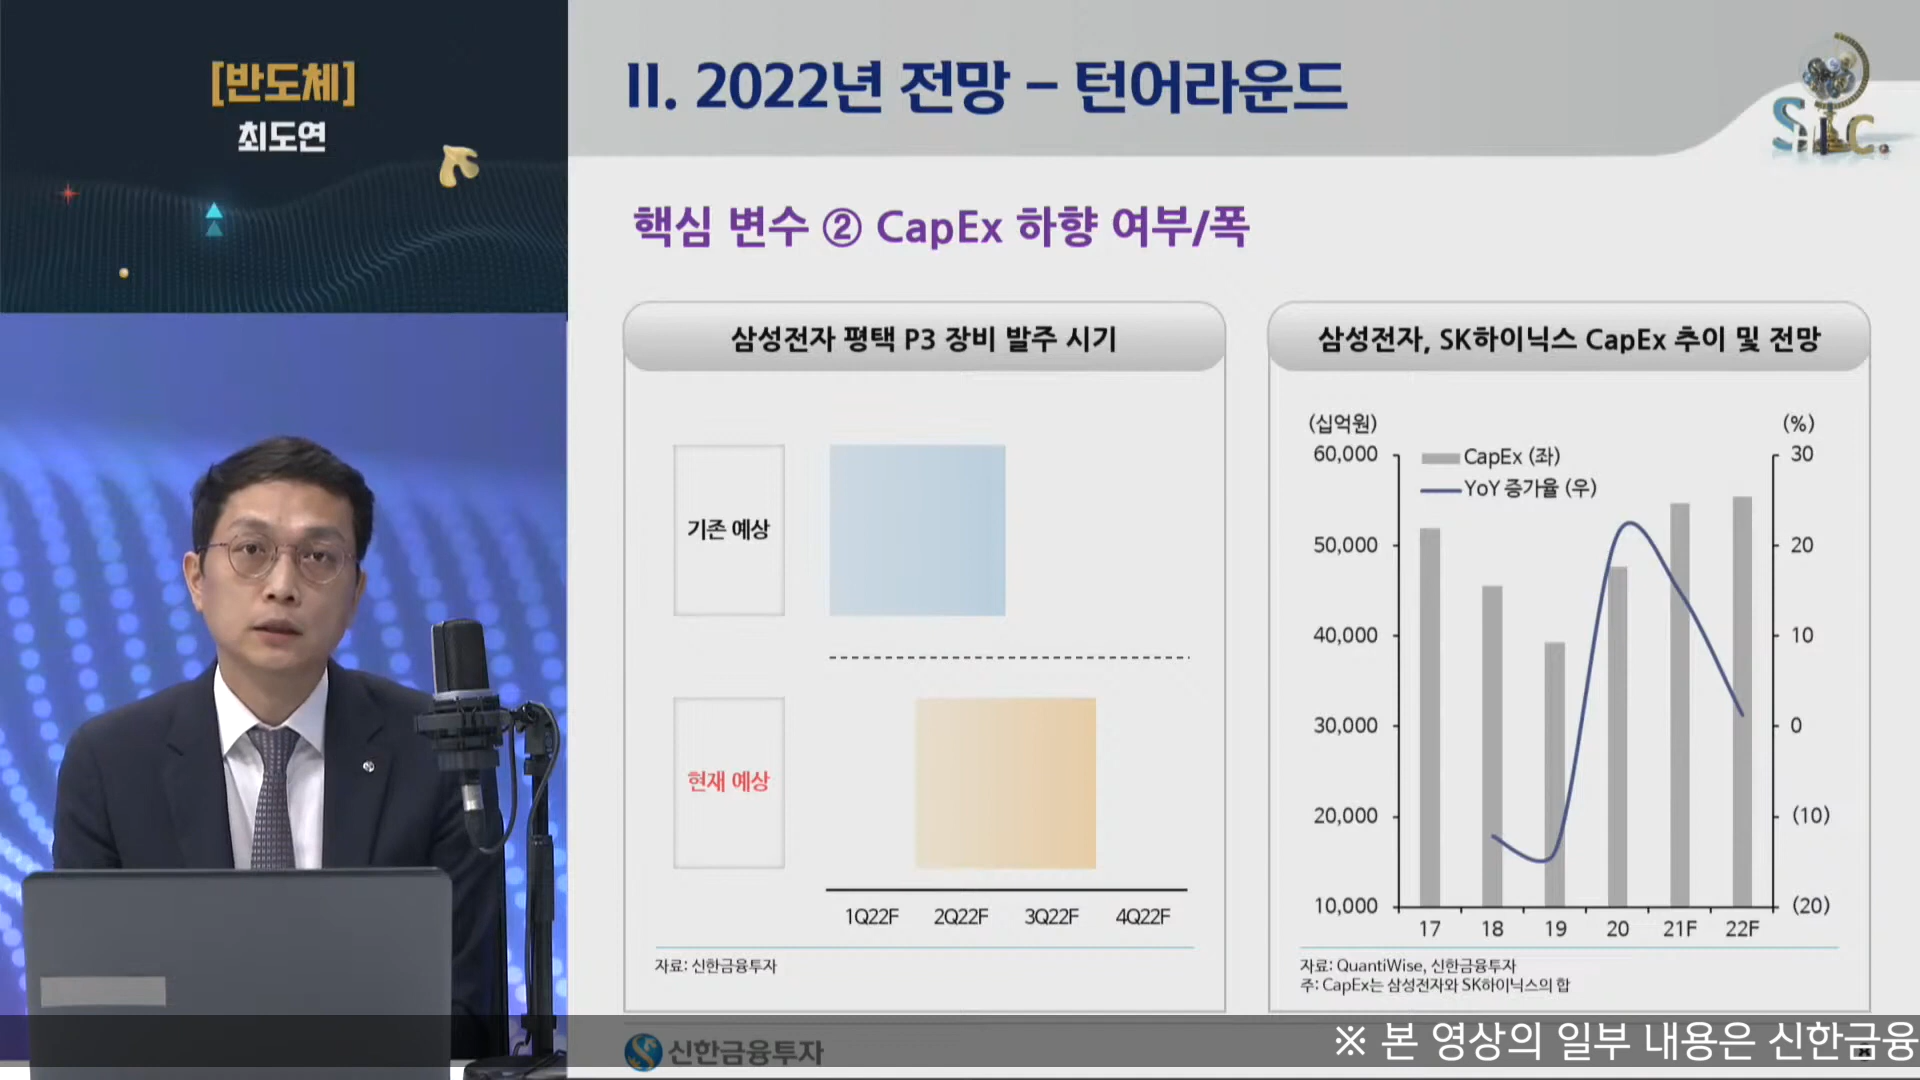 [반도체]
최도연
II. 2022년 전망 – 턴어라운드
핵심 변수 ② CapEx 하향 여부/폭
삼성전자 평택 P3 장비 발주 시기
기존 예상
현재 예상
1Q22F 2Q22F 3Q22F 4Q22F
자료: 신한금융투자
삼성전자, SK하이닉스 CapEx 추이 및 전망
(십억원) (%)
CapEx (좌)
YoY 증가율 (우)
60,000 30
50,000 20
40,000 10
30,000 0
20,000 (10)
10,000 (20)
17 18 19 20 21F 22F
자료: QuantiWise, 신한금융투자
주: CapEx는 삼성전자와 SK하이닉스의 합
신한금융투자
※ 본 영상의 일부 내용은 신한금융